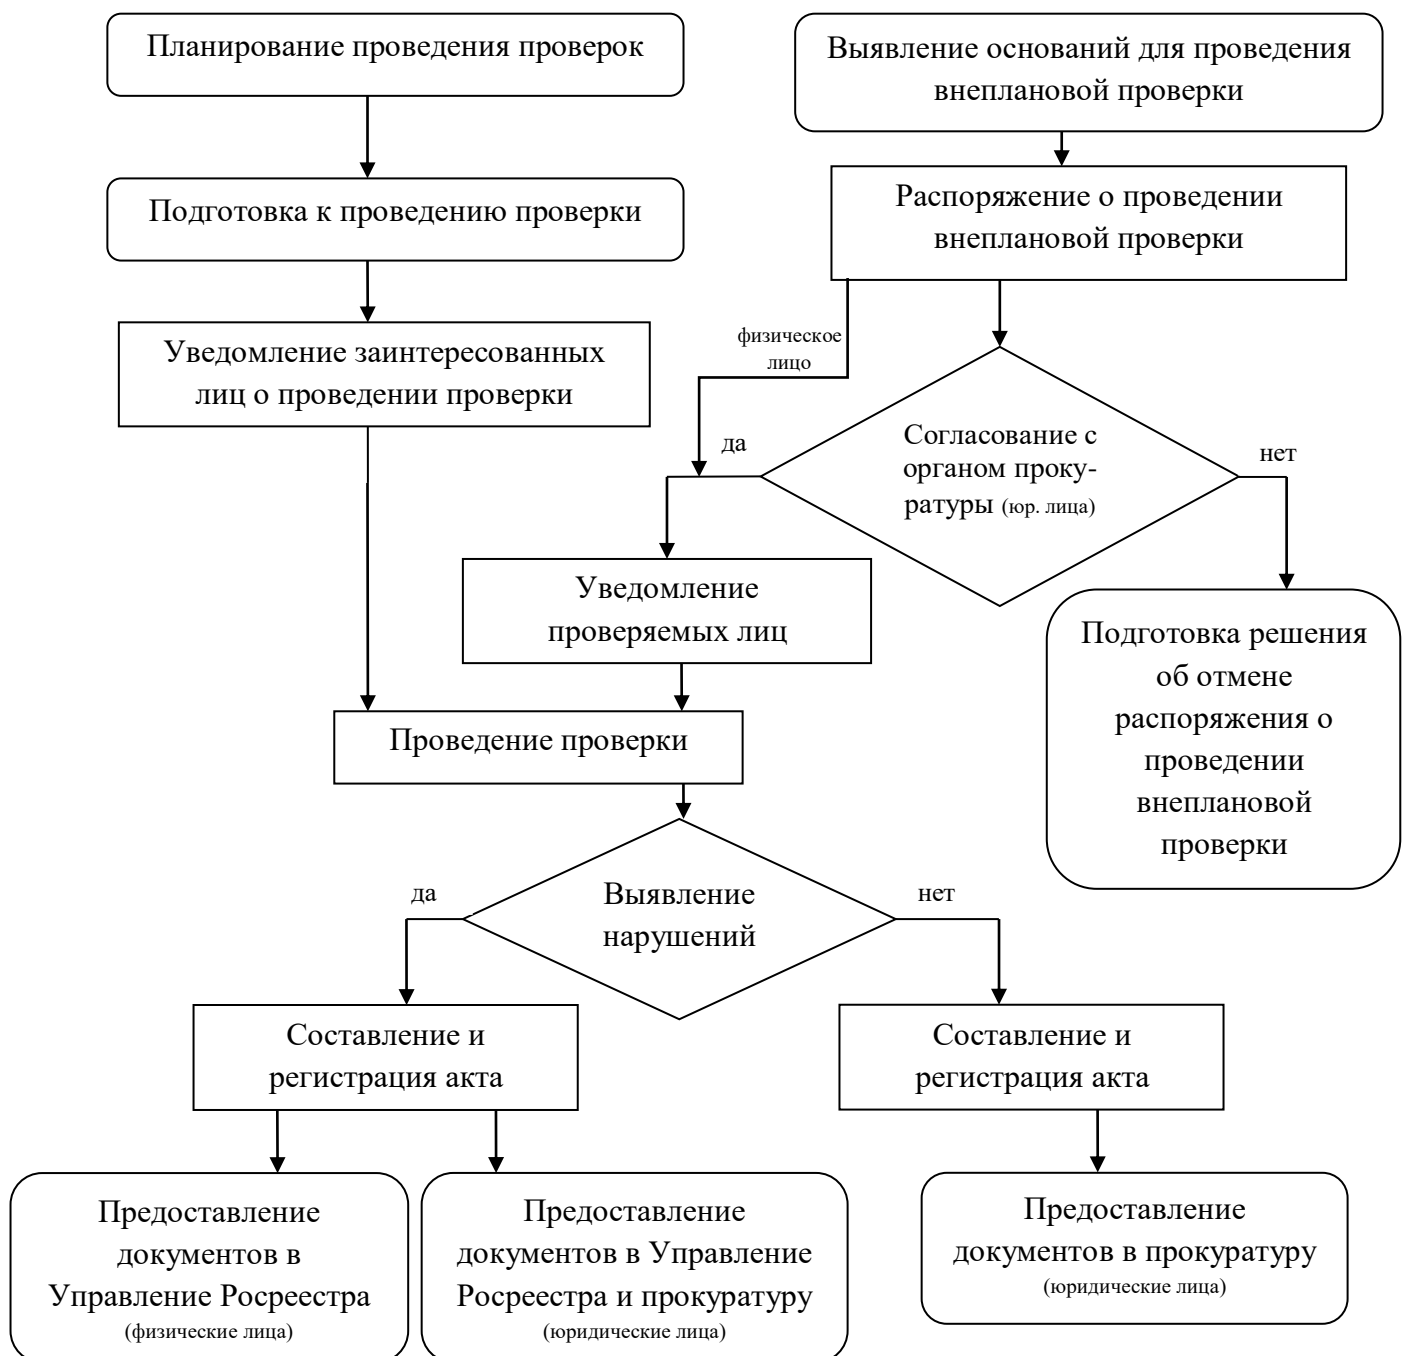 Планирование проведения проверок
Выявление оснований для проведения
внеплановой проверки
Подготовка к проведению проверки
Распоряжение о проведении
внеплановой проверки
Уведомление заинтересованных
лиц о проведении проверки
физическое
лицо
да
Согласование с
органом проку-
ратуры (юр. лица)
нет
Уведомление
проверяемых лиц
Подготовка решения
об отмене
распоряжения о
проведении
внеплановой
проверки
Проведение проверки
да
Выявление
нарушений
нет
Составление и
регистрация акта
Составление и
регистрация акта
Предоставление
документов в
Управление Росреестра
(физические лица)
Предоставление
документов в Управление
Росреестра и прокуратуру
(юридические лица)
Предоставление
документов в прокуратуру
(юридические лица)